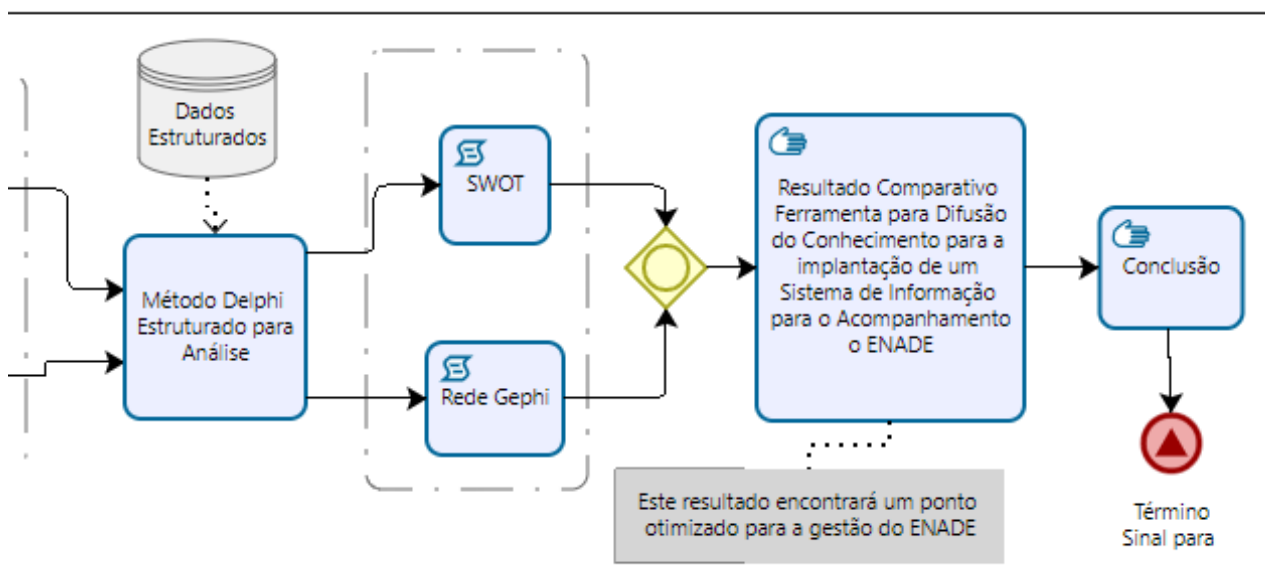 Dados
Estruturados
Método Delphi
Estruturado para
Análise
SWOT
Rede Gephi
Resultado Comparativo
Ferramenta para Difusão
do Conhecimento para a
implantação de um
Sistema de Informação
para o Acompanhamento
o ENADE
Este resultado encontrará um ponto
otimizado para a gestão do ENADE
Conclusão
Término
Sinal para